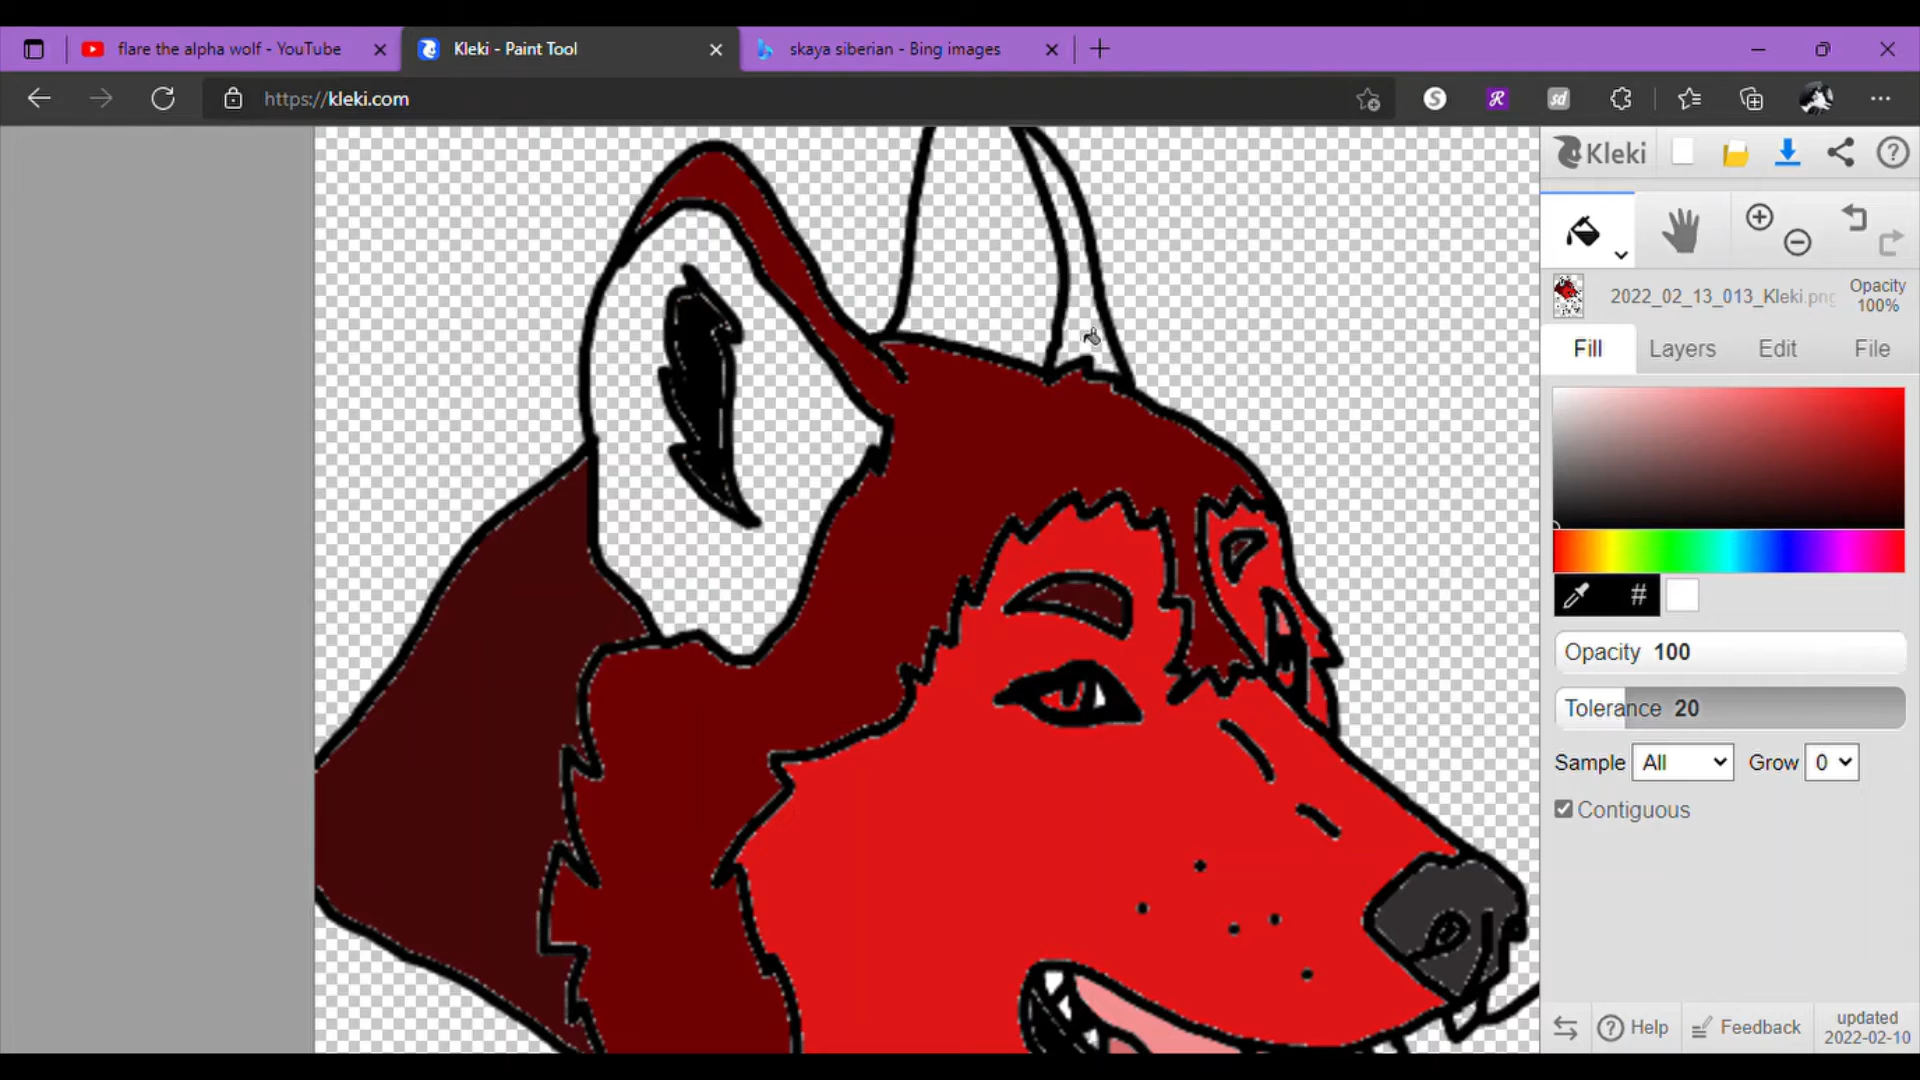 flare the alpha wolf - YouTube
Kleki - Paint Tool
skaya siberian - Bing images
https://kleki.com
Kleki
2022_02_13_013_Kleki.png
Opacity
100%
Fill Layers Edit File
#
Opacity 100
Tolerance 20
Sample All Grow 0
Contiguous
Help Feedback updated
2022-02-10